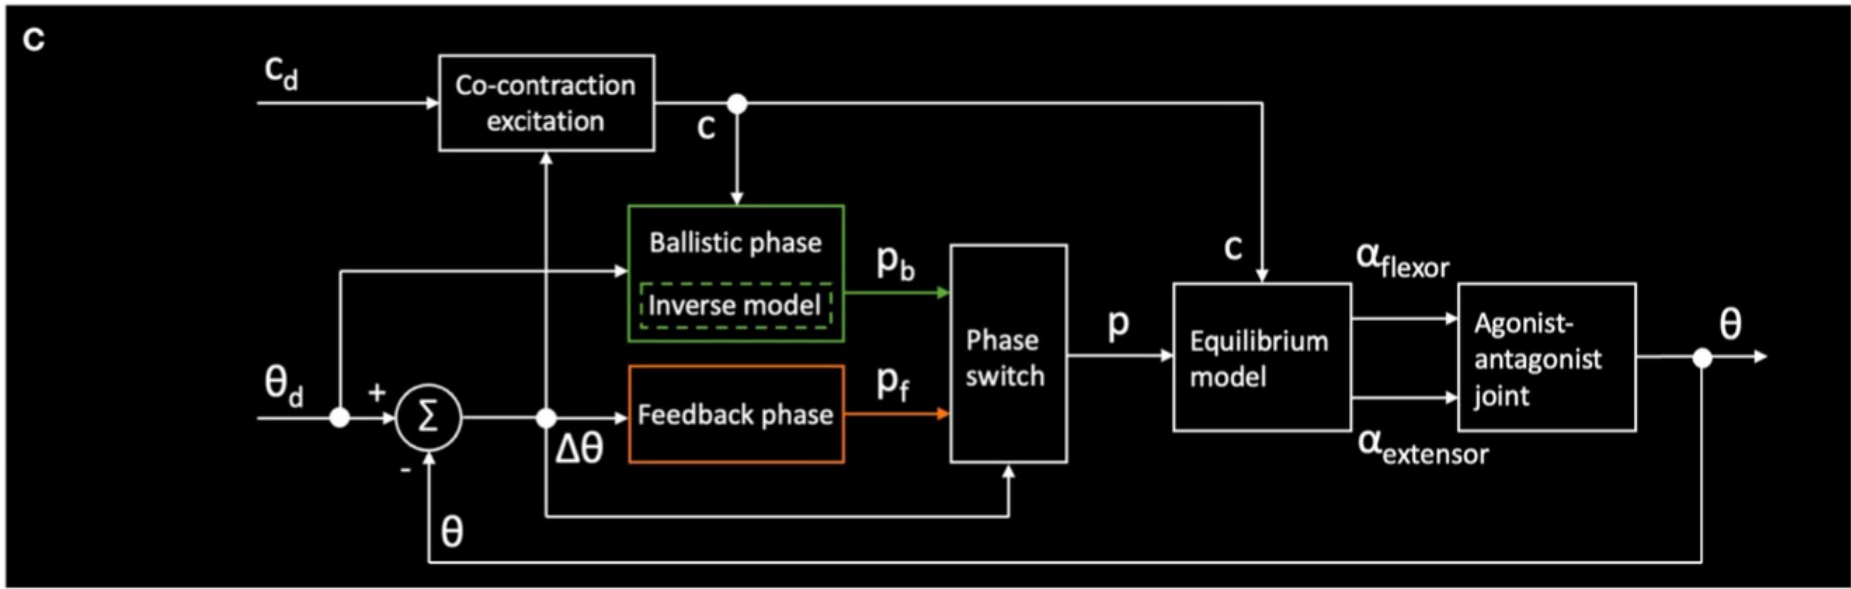 c
c_d
Co-contraction
excitation
c
Ballistic phase
Inverse model
p_b
c
α_flexor
Phase
switch
p
Equilibrium
model
Agonist-
antagonist
joint
θ
θ_d
+
Σ
-
Δθ
Feedback phase
p_f
α_extensor
θ